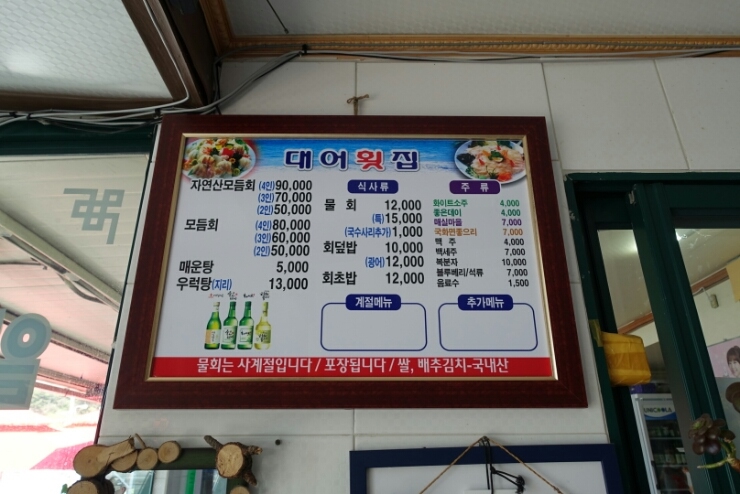 대어횟집
자연산모듬회 (4인)90,000
(3인)70,000
(2인)50,000
모듬회 (4인)80,000
(3인)60,000
(2인)50,000
매운탕 5,000
우럭탕(지리) 13,000
식사류
물 회 12,000
(특)15,000
(국수사리추가)1,000
회덮밥 10,000
(광어)12,000
회초밥 12,000
주 류
화이트소주 4,000
좋은데이 4,000
매실마을 7,000
국화면좋으리 7,000
맥 주 4,000
백세주 7,000
복분자 10,000
블루베리/석류 7,000
음료수 1,500
계절메뉴
추가메뉴
물회는 사계절입니다 / 포장됩니다 / 쌀, 배추김치-국내산